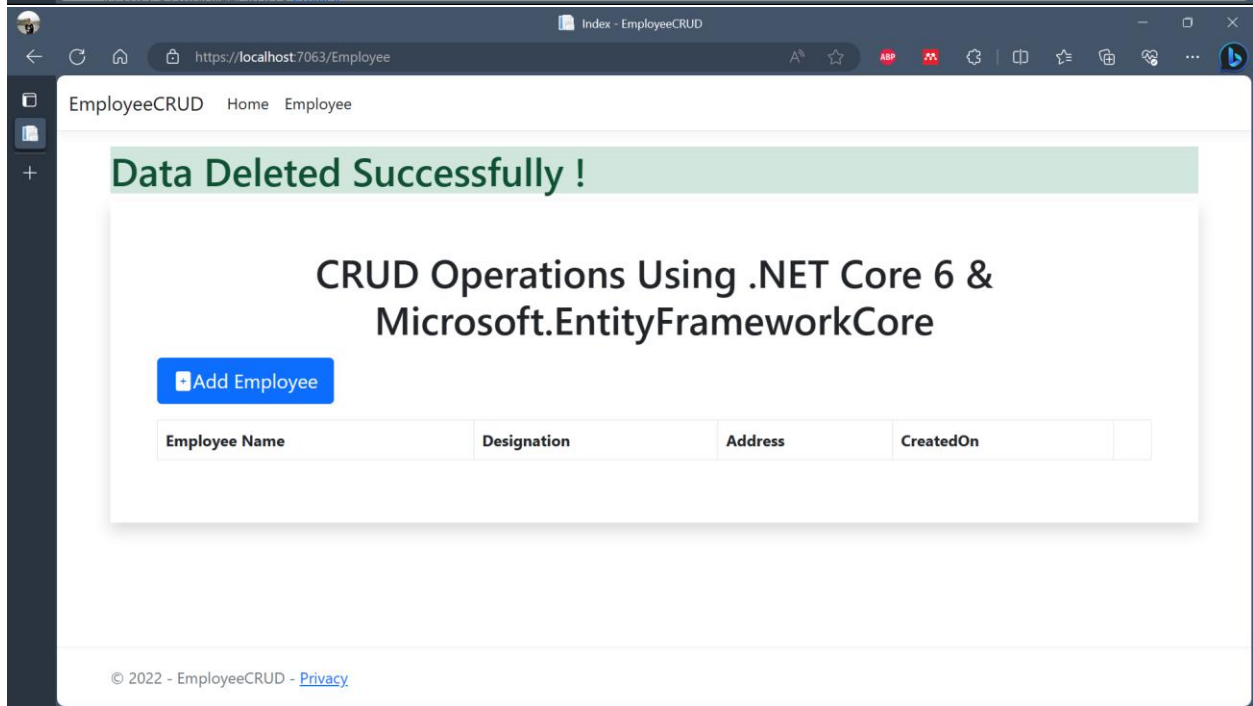 Index - EmployeeCRUD
https://localhost:7063/Employee
ABP
EmployeeCRUD Home Employee
Data Deleted Successfully !
CRUD Operations Using .NET Core 6 &
Microsoft.EntityFrameworkCore
Add Employee
Employee Name Designation Address CreatedOn
© 2022 - EmployeeCRUD - Privacy